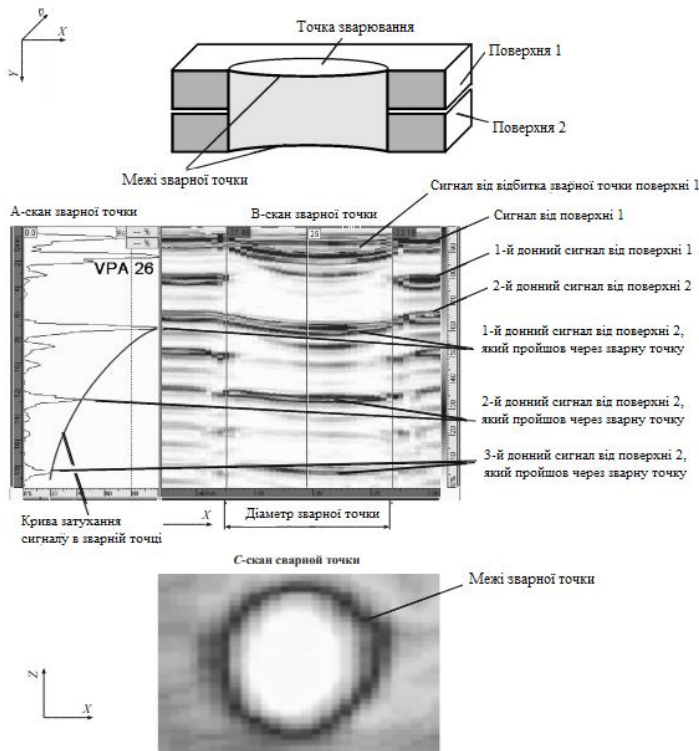 Z
X
Y
Точка зварювання
Поверхня 1
Поверхня 2
Межі зварної точки
Сигнал від відбитка зварної точки поверхні 1
А-скан зварної точки
В-скан зварної точки
Сигнал від поверхні 1
1-й донний сигнал від поверхні 1
2-й донний сигнал від поверхні 2
VPA 26
26
1-й донний сигнал від поверхні 2,
який пройшов через зварну точку
2-й донний сигнал від поверхні 2,
який пройшов через зварну точку
3-й донний сигнал від поверхні 2,
який пройшов через зварну точку
Крива затухання
сигналу в зварній точці
X
Діаметр зварної точки
С-скан сварной точки
Межі зварної точки
Z
X